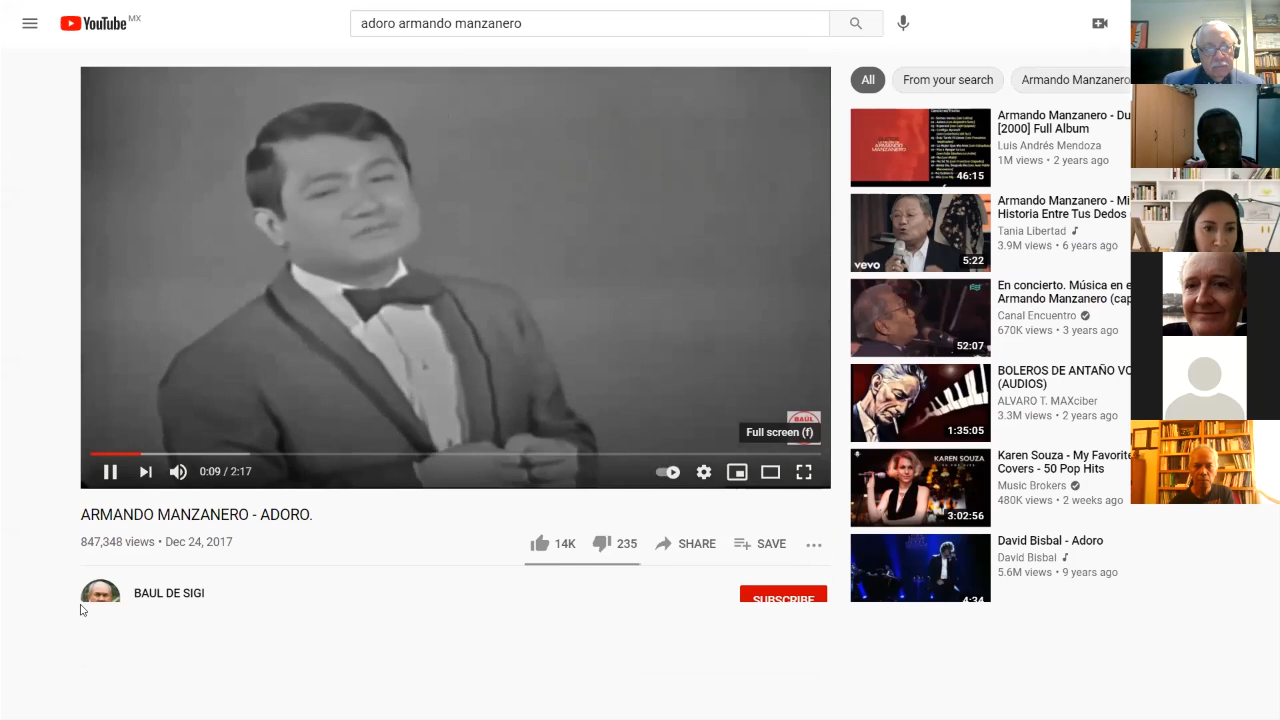 YouTube MX
adoro armando manzanero
All
From your search
Armando Manzanero
Armando Manzanero - Du
[2000] Full Album
Luis Andrés Mendoza
1M views • 2 years ago
46:15
Armando Manzanero - Mi
Historia Entre Tus Dedos
Tania Libertad
3.9M views • 6 years ago
vevo
5:22
En concierto. Música en e
Armando Manzanero (cap
Canal Encuentro
670K views • 3 years ago
52:07
BOLEROS DE ANTAÑO VO
(AUDIOS)
ALVARO T. MAXciber
3.3M views • 2 years ago
1:35:05
KAREN SOUZA
Karen Souza - My Favorite
Covers - 50 Pop Hits
Music Brokers
480K views • 2 weeks ago
3:02:56
David Bisbal - Adoro
David Bisbal
5.6M views • 9 years ago
4:34
BAÚL
Full screen (f)
0:09 / 2:17
ARMANDO MANZANERO - ADORO.
847,348 views • Dec 24, 2017
14K
235
SHARE
SAVE
BAUL DE SIGI
SUBSCRIBE